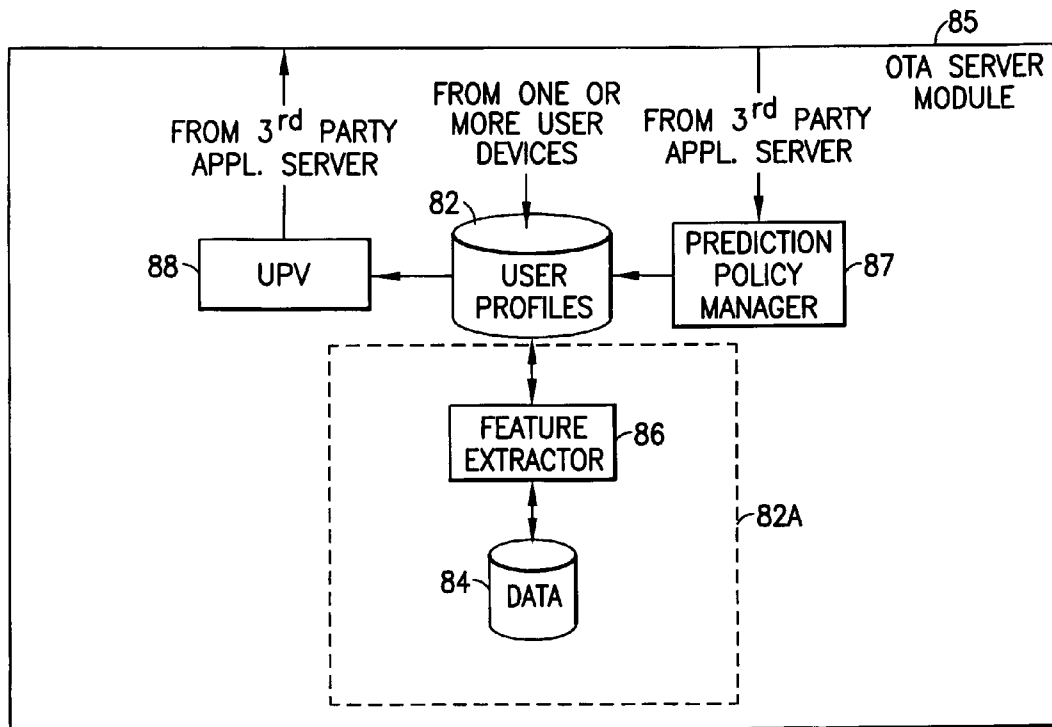 85
OTA SERVER
MODULE
FROM 3rd PARTY
APPL. SERVER
FROM ONE OR
MORE USER
DEVICES
FROM 3rd PARTY
APPL. SERVER
82
88
UPV
USER
PROFILES
PREDICTION
POLICY
MANAGER
87
FEATURE
EXTRACTOR
86
82A
84
DATA